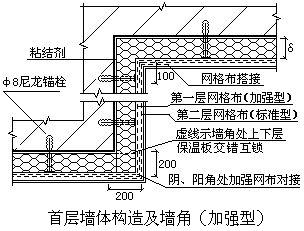 粘结剂
δ
φ8尼龙锚栓
100
网格布搭接
第一层网格布(加强型)
第二层网格布(标准型)
虚线示墙角处上下层
保温板交错互锁
200
200
阴、阳角处加强网布对接
首层墙体构造及墙角（加强型）